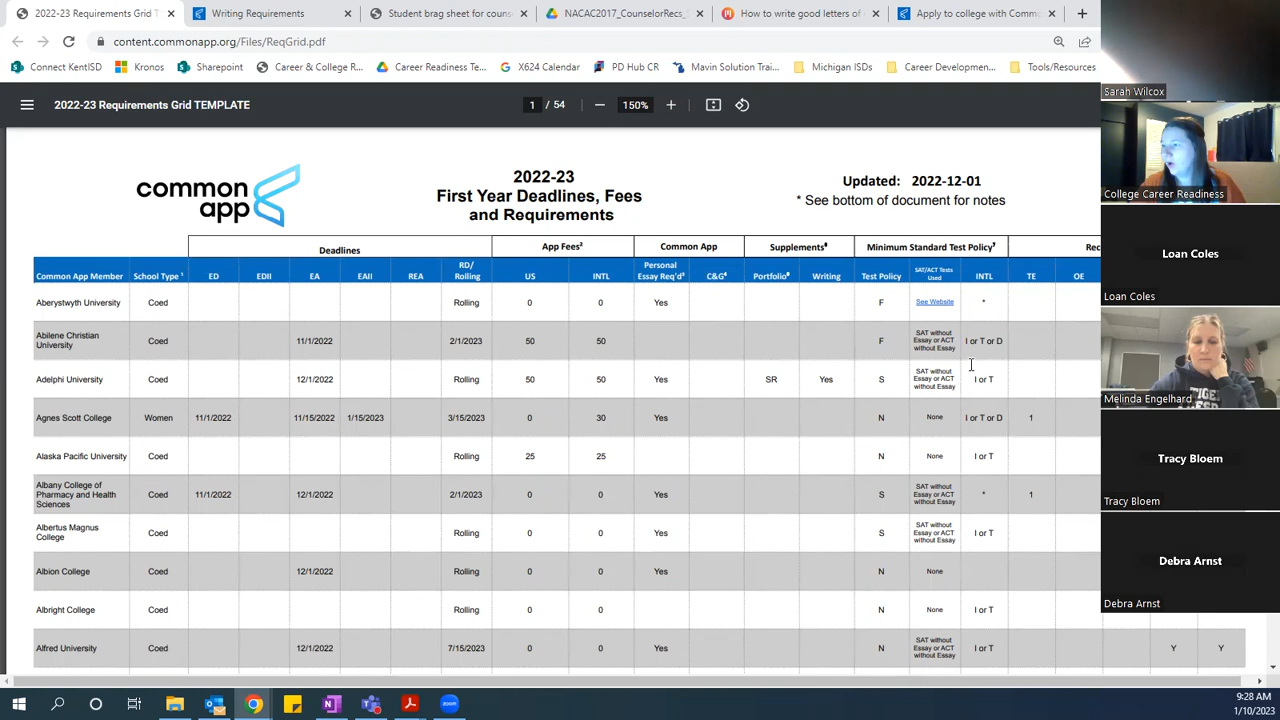 2022-23 Requirements Grid T
Writing Requirements
Student brag sheet for couns
NACAC2017_CounselorRecs_
How to write good letters of
Apply to college with Comm
content.commonapp.org/Files/ReqGrid.pdf
Connect KentISD
Kronos
Sharepoint
Career & College R...
Career Readiness Te...
X624 Calendar
PD Hub CR
Mavin Solution Trai...
Michigan ISDs
Career Developmen...
Tools/Resources
2022-23 Requirements Grid TEMPLATE
1 / 54
150%
common app
2022-23
First Year Deadlines, Fees
and Requirements
Updated: 2022-12-01
* See bottom of document for notes
Deadlines App Fees² Common App Supplements⁶ Minimum Standard Test Policy⁷ Rec
Common App Member School Type ¹ ED EDII EA EAII REA RD/ Rolling US INTL Personal Essay Req'd³ C&G⁴ Portfolio⁵ Writing Test Policy SAT/ACT Tests Used INTL TE OE
Aberystwyth University Coed Rolling 0 0 Yes F See Website *
Abilene Christian University Coed 11/1/2022 2/1/2023 50 50 F SAT without Essay or ACT without Essay I or T or D
Adelphi University Coed 12/1/2022 Rolling 50 50 Yes SR Yes S SAT without Essay or ACT without Essay I or T
Agnes Scott College Women 11/1/2022 11/15/2022 1/15/2023 3/15/2023 0 30 Yes N None I or T or D 1
Alaska Pacific University Coed Rolling 25 25 N None I or T
Albany College of Pharmacy and Health Sciences Coed 11/1/2022 12/1/2022 2/1/2023 0 0 Yes S SAT without Essay or ACT without Essay * 1
Albertus Magnus College Coed Rolling 0 0 Yes S SAT without Essay or ACT without Essay I or T
Albion College Coed 12/1/2022 Rolling 0 0 Yes N None
Albright College Coed Rolling 0 0 N None I or T
Alfred University Coed 12/1/2022 7/15/2023 0 0 N SAT without Essay or ACT without Essay I or T Y Y
Sarah Wilcox
College Career Readiness
Loan Coles
Loan Coles
Melinda Engelhard
Tracy Bloem
Tracy Bloem
Debra Arnst
Debra Arnst
zoom
9:28 AM
1/10/2023